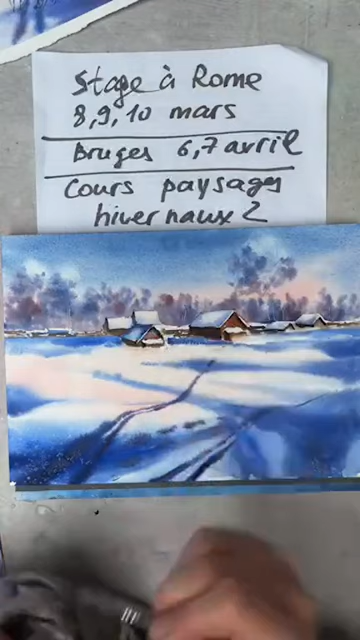 Stage à Rome
8,9,10 mars
Bruges 6,7 avril
Cours paysages
hivernaux 2